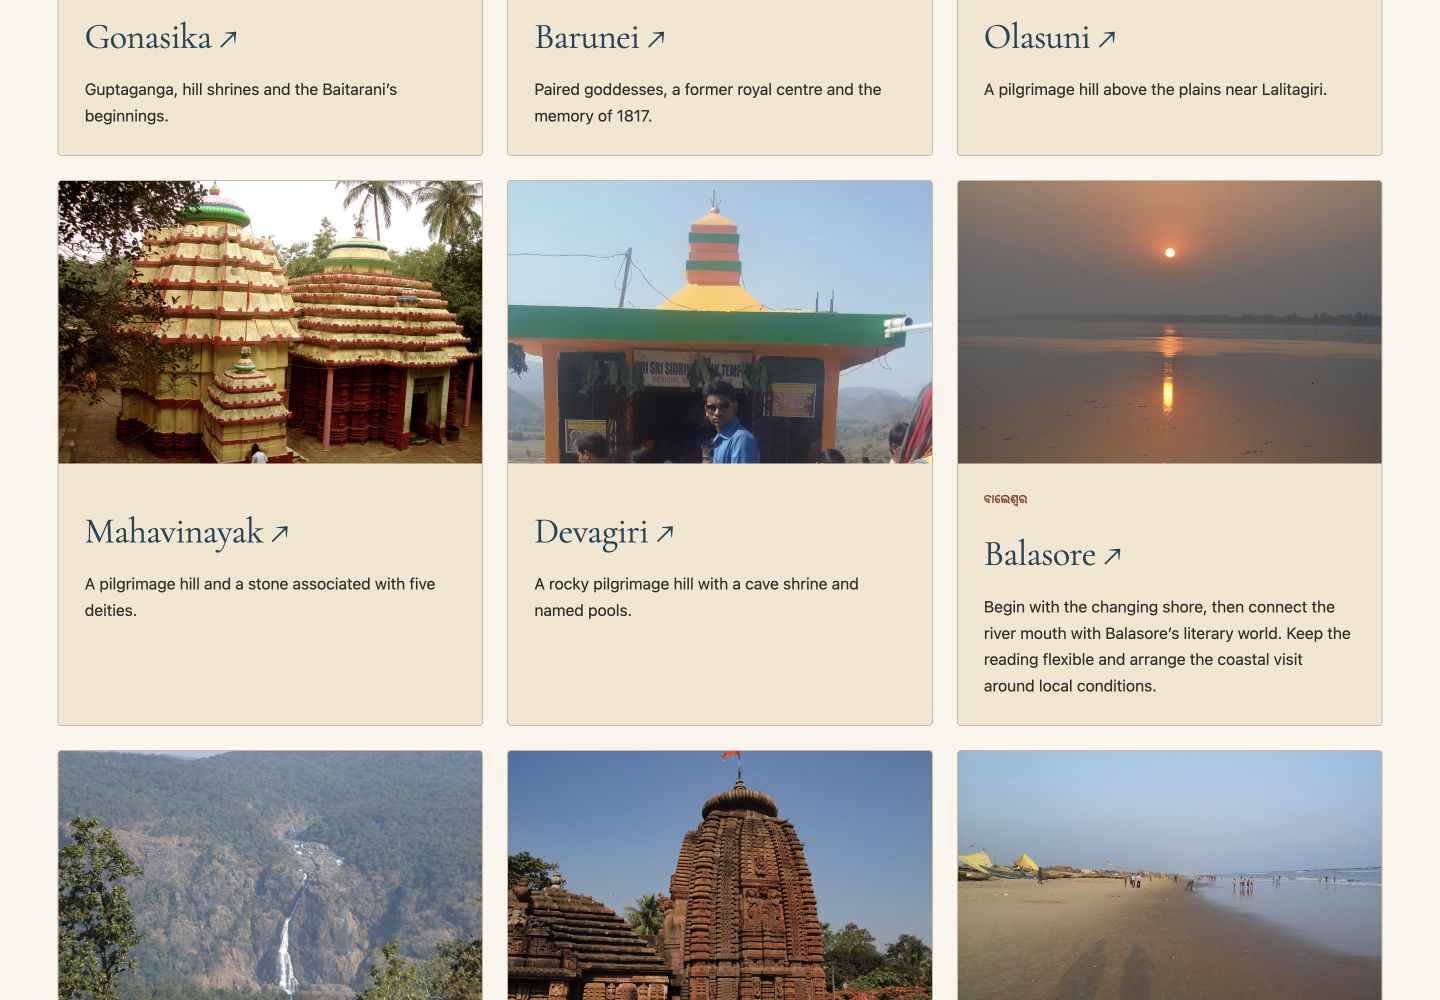 Gonasika ↗
Guptaganga, hill shrines and the Baitarani’s
beginnings.
Barunei ↗
Paired goddesses, a former royal centre and the
memory of 1817.
Olasuni ↗
A pilgrimage hill above the plains near Lalitagiri.
Mahavinayak ↗
A pilgrimage hill and a stone associated with five
deities.
SRI SIDHI
DEVGIRI,
Devagiri ↗
A rocky pilgrimage hill with a cave shrine and
named pools.
ବାଲେଶ୍ୱର
Balasore ↗
Begin with the changing shore, then connect the
river mouth with Balasore’s literary world. Keep the
reading flexible and arrange the coastal visit
around local conditions.